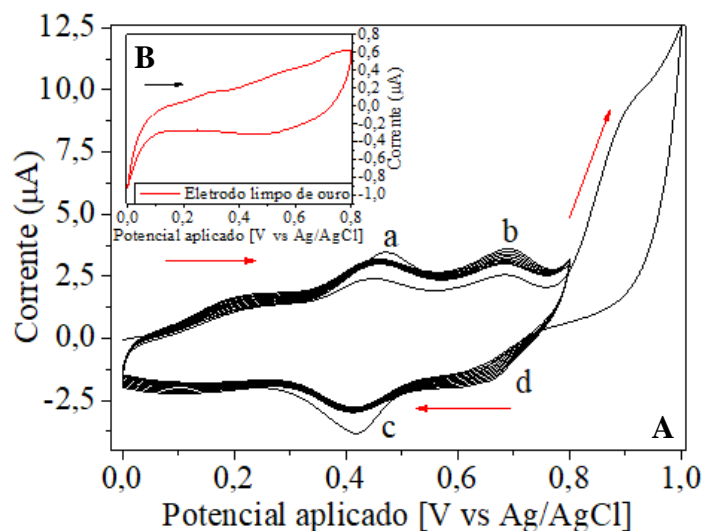 12,5
10,0
7,5
5,0
2,5
0,0
-2,5
Corrente (μA)
0,0 0,2 0,4 0,6 0,8 1,0
Potencial aplicado [V vs Ag/AgCl]
a
b
c
d
A
B
0,8
0,6
0,4
0,2
0,0
-0,2
-0,4
-0,6
-0,8
-1,0
Corrente (μA)
Eletrodo limpo de ouro
0,0 0,2 0,4 0,6 0,8
Potencial aplicado [V vs Ag/AgCl]